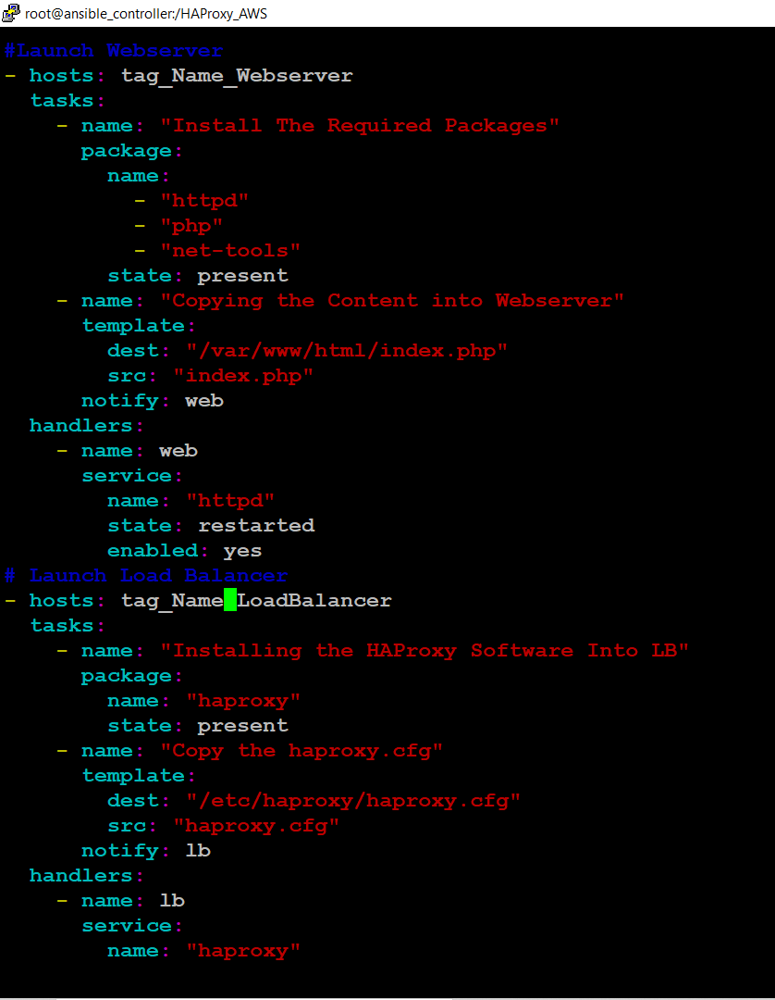 root@ansible_controller:/HAProxy_AWS
#Launch Webserver
- hosts: tag_Name_Webserver
  tasks:
    - name: "Install The Required Packages"
      package:
        name:
          - "httpd"
          - "php"
          - "net-tools"
        state: present
    - name: "Copying the Content into Webserver"
      template:
        dest: "/var/www/html/index.php"
        src: "index.php"
      notify: web
  handlers:
    - name: web
      service:
        name: "httpd"
        state: restarted
        enabled: yes
# Launch Load Balancer
- hosts: tag_Name LoadBalancer
  tasks:
    - name: "Installing the HAProxy Software Into LB"
      package:
        name: "haproxy"
        state: present
    - name: "Copy the haproxy.cfg"
      template:
        dest: "/etc/haproxy/haproxy.cfg"
        src: "haproxy.cfg"
      notify: lb
  handlers:
    - name: lb
      service:
        name: "haproxy"